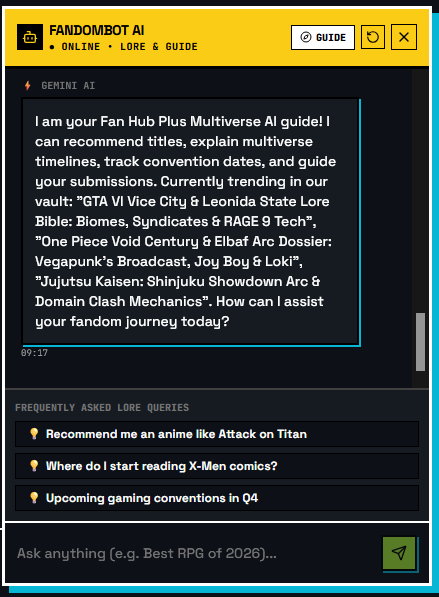 FANDOMBOT AI
• ONLINE • LORE & GUIDE
GUIDE
GEMINI AI
I am your Fan Hub Plus Multiverse AI guide! I
can recommend titles, explain multiverse
timelines, track convention dates, and guide
your submissions. Currently trending in our
vault: "GTA VI Vice City & Leonida State Lore
Bible: Biomes, Syndicates & RAGE 9 Tech",
"One Piece Void Century & Elbaf Arc Dossier:
Vegapunk's Broadcast, Joy Boy & Loki",
"Jujutsu Kaisen: Shinjuku Showdown Arc &
Domain Clash Mechanics". How can I assist
your fandom journey today?
09:17
FREQUENTLY ASKED LORE QUERIES
Recommend me an anime like Attack on Titan
Where do I start reading X-Men comics?
Upcoming gaming conventions in Q4
Ask anything (e.g. Best RPG of 2026)...